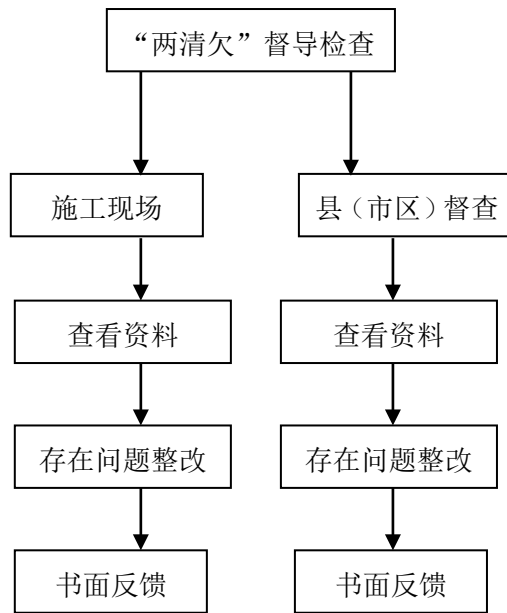 “两清欠”督导检查
施工现场
县（市区）督查
查看资料
查看资料
存在问题整改
存在问题整改
书面反馈
书面反馈